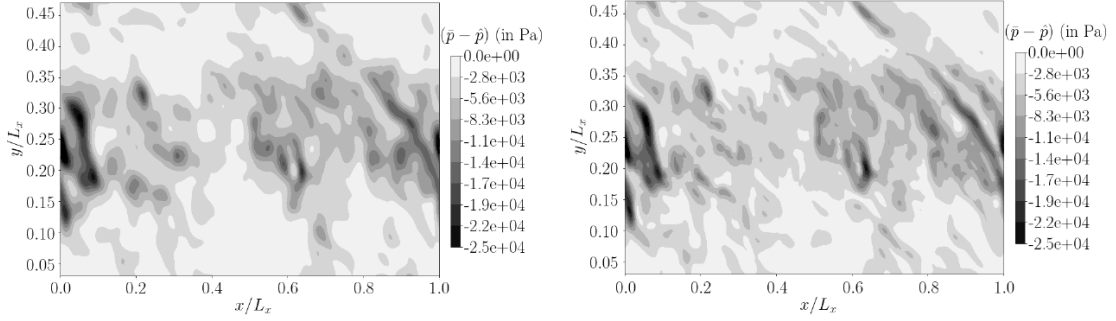 (p̄ − p̂) (in Pa)
0.0e+00
-2.8e+03
-5.6e+03
-8.3e+03
-1.1e+04
-1.4e+04
-1.7e+04
-1.9e+04
-2.2e+04
-2.5e+04
y/Lₓ
0.45
0.40
0.35
0.30
0.25
0.20
0.15
0.10
0.05
0.0
0.2
0.4
0.6
0.8
1.0
x/Lₓ
(p̄ − p̂) (in Pa)
0.0e+00
-2.8e+03
-5.6e+03
-8.3e+03
-1.1e+04
-1.4e+04
-1.7e+04
-1.9e+04
-2.2e+04
-2.5e+04
y/Lₓ
0.45
0.40
0.35
0.30
0.25
0.20
0.15
0.10
0.05
0.0
0.2
0.4
0.6
0.8
1.0
x/Lₓ